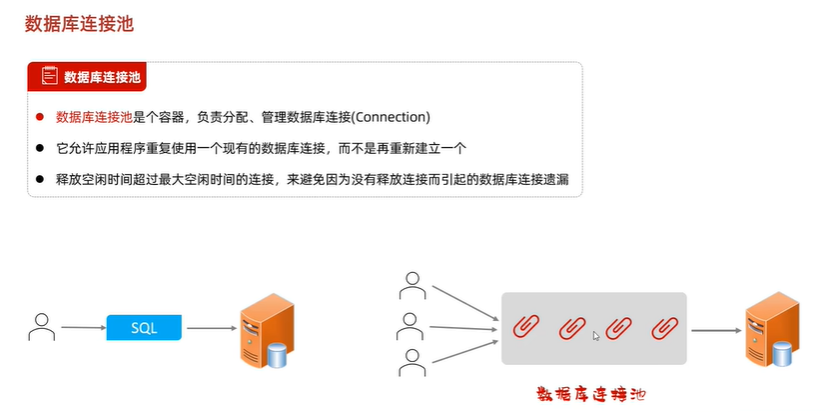 数据库连接池
数据库连接池
数据库连接池是个容器，负责分配、管理数据库连接(Connection)
它允许应用程序重复使用一个现有的数据库连接，而不是再重新建立一个
释放空闲时间超过最大空闲时间的连接，来避免因为没有释放连接而引起的数据库连接遗漏
SQL
数据库连接池